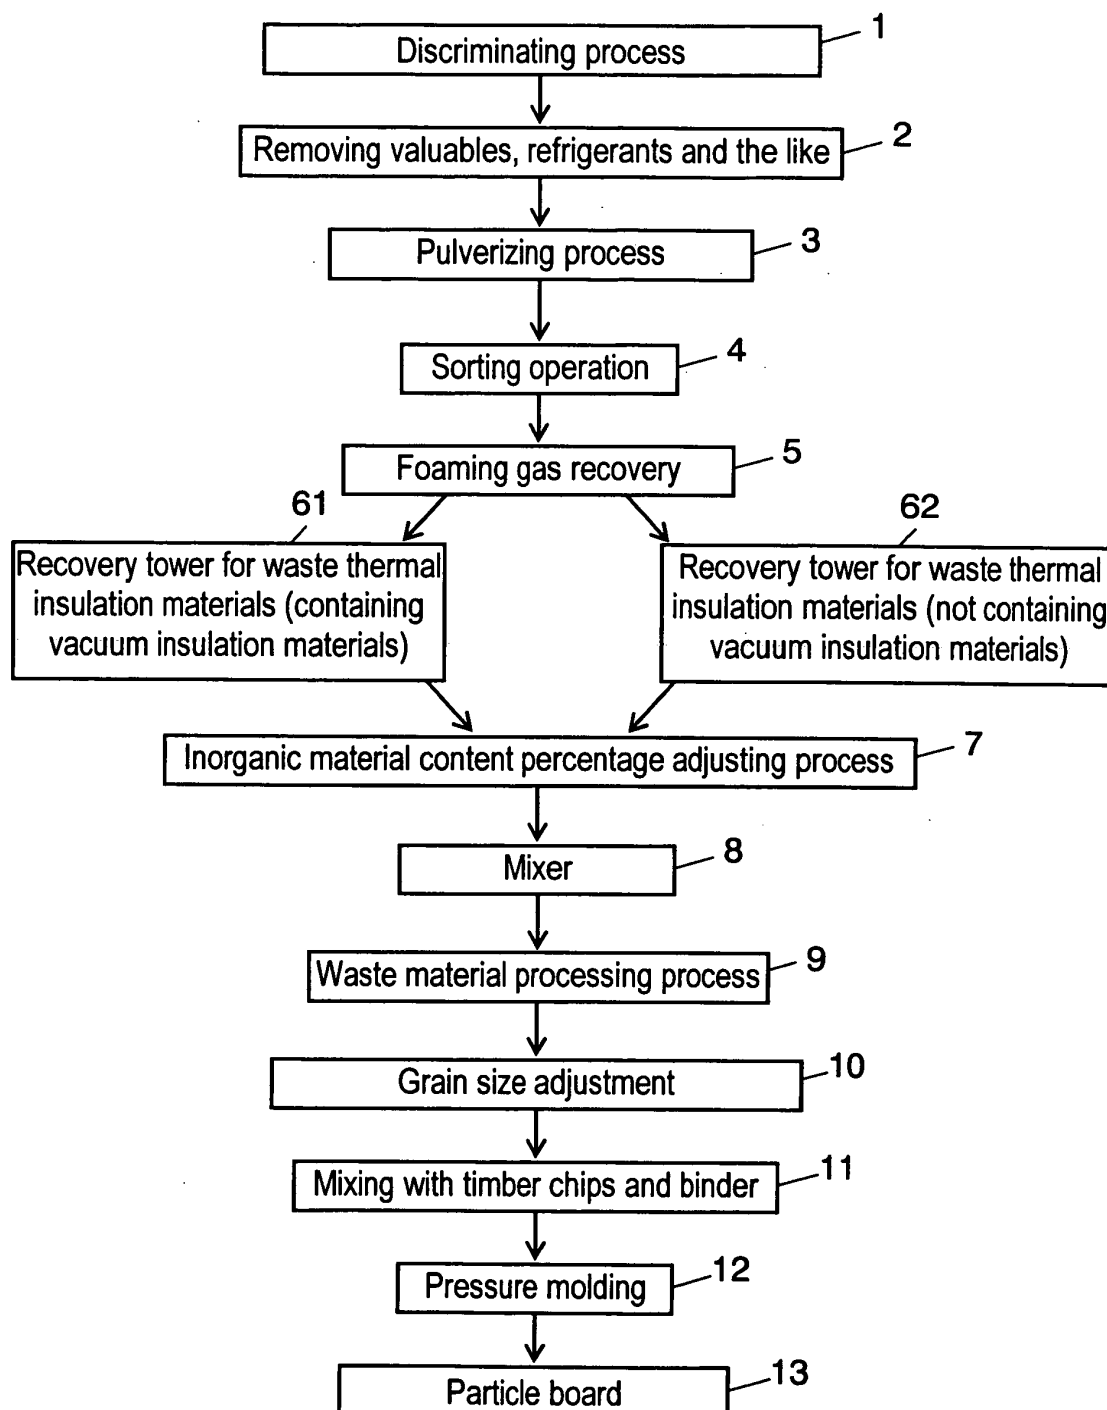 1
Discriminating process
2
Removing valuables, refrigerants and the like
3
Pulverizing process
4
Sorting operation
5
Foaming gas recovery
61
Recovery tower for waste thermal
insulation materials (containing
vacuum insulation materials)
62
Recovery tower for waste thermal
insulation materials (not containing
vacuum insulation materials)
7
Inorganic material content percentage adjusting process
8
Mixer
9
Waste material processing process
10
Grain size adjustment
11
Mixing with timber chips and binder
12
Pressure molding
13
Particle board